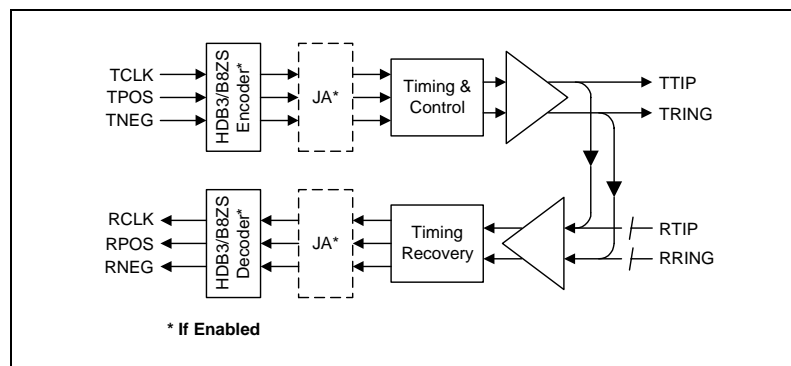 TCLK
TPOS
TNEG
HDB3/B8ZS
Encoder*
JA*
Timing &
Control
TTIP
TRING
RCLK
RPOS
RNEG
HDB3/B8ZS
Decoder*
JA*
Timing
Recovery
RTIP
RRING
* If Enabled